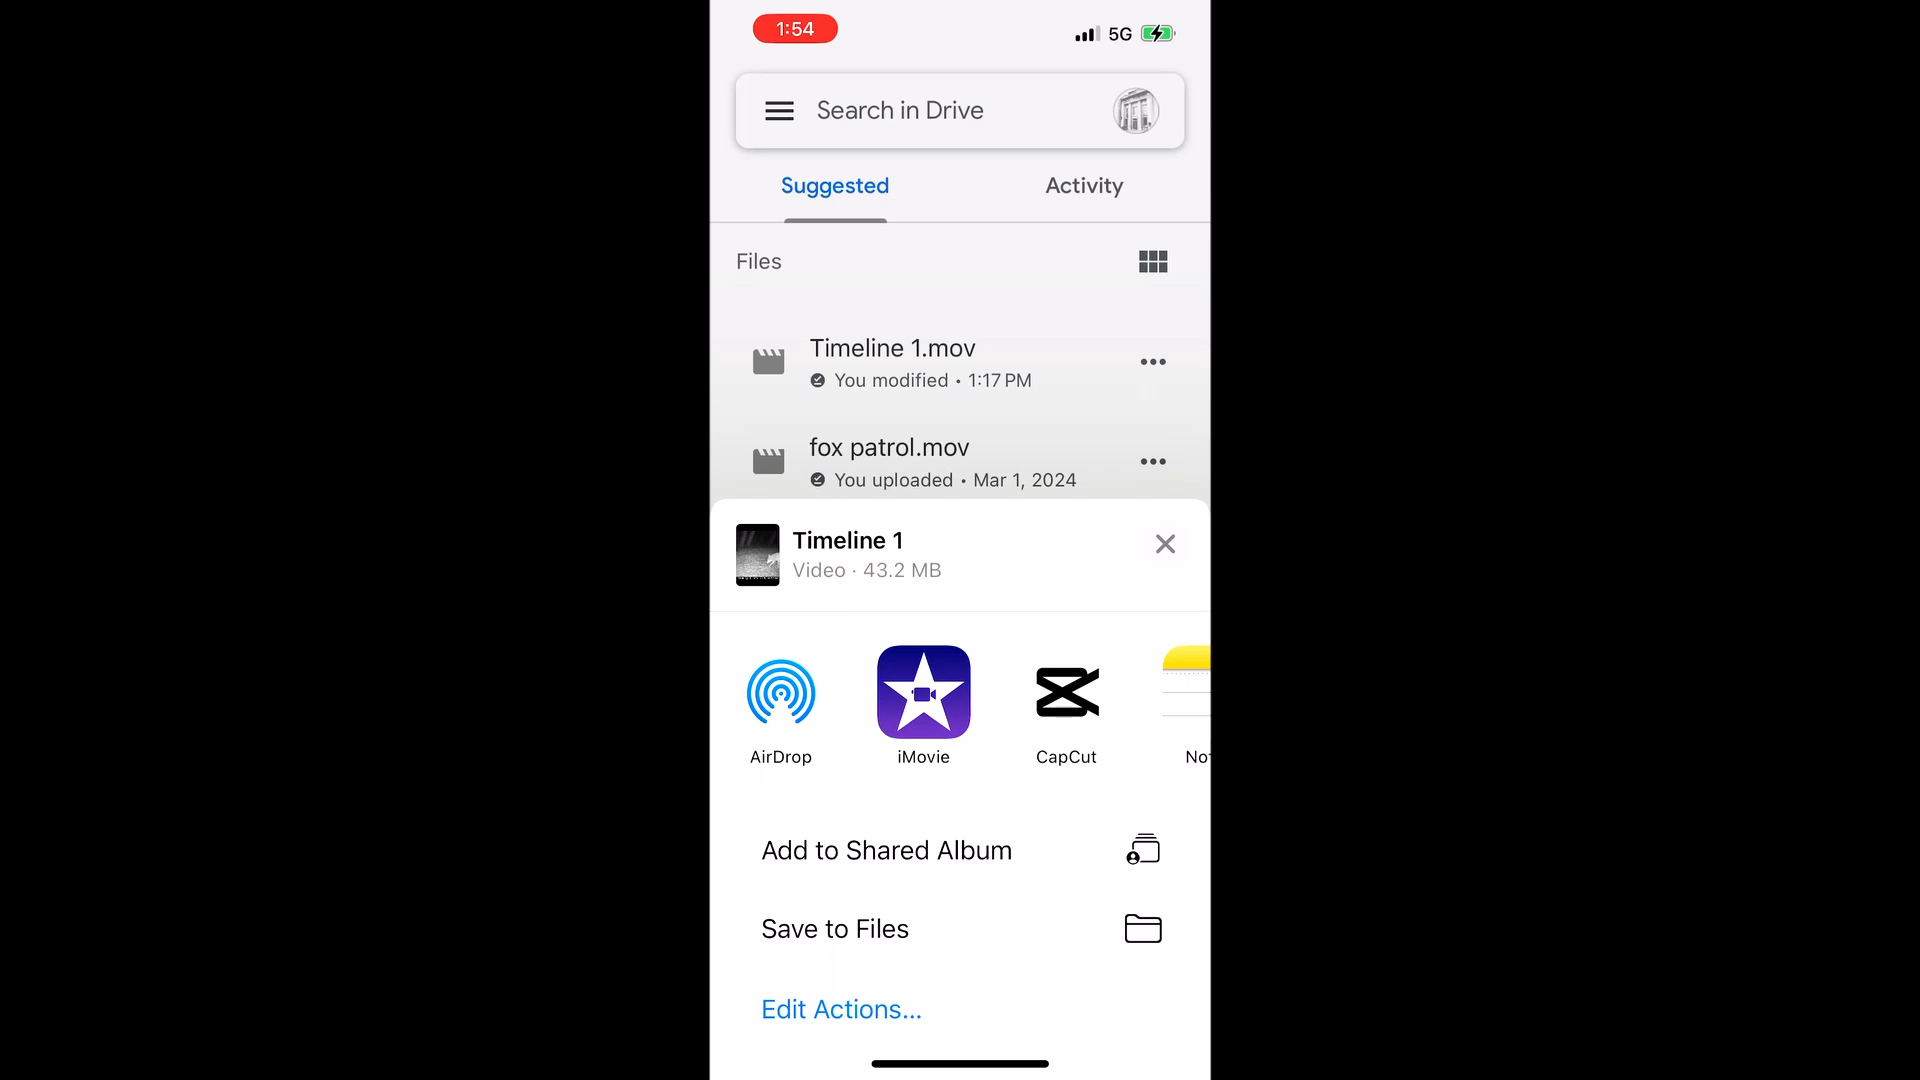 1:54
5G
Search in Drive
Suggested
Activity
Files
Timeline 1.mov
You modified • 1:17 PM
fox patrol.mov
You uploaded • Mar 1, 2024
Timeline 1
Video · 43.2 MB
AirDrop
iMovie
CapCut
Not
Add to Shared Album
Save to Files
Edit Actions...